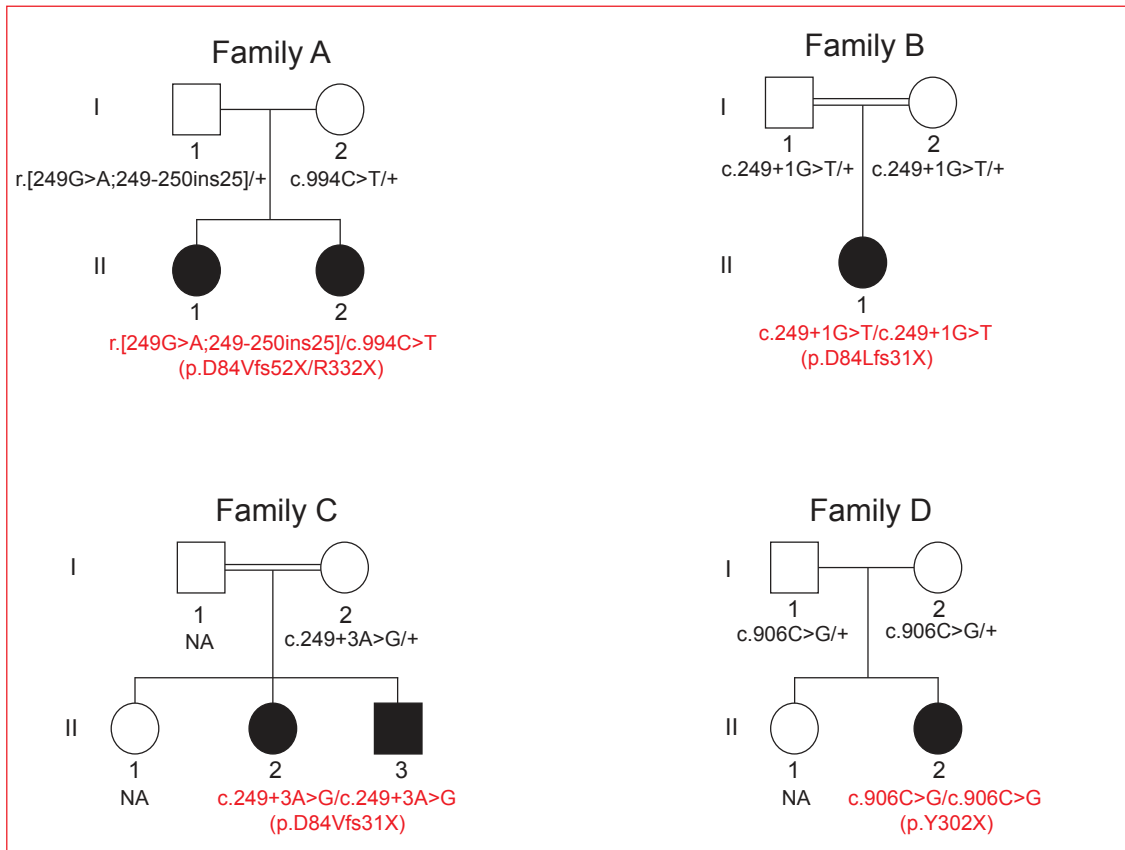 Family A
I
1
2
r.[249G>A;249-250ins25]/+
c.994C>T/+
II
1
2
r.[249G>A;249-250ins25]/c.994C>T
(p.D84Vfs52X/R332X)
Family B
I
1
2
c.249+1G>T/+
c.249+1G>T/+
II
1
c.249+1G>T/c.249+1G>T
(p.D84Lfs31X)
Family C
I
1
2
NA
c.249+3A>G/+
II
1
2
3
NA
c.249+3A>G/c.249+3A>G
(p.D84Vfs31X)
Family D
I
1
2
c.906C>G/+
c.906C>G/+
II
1
2
NA
c.906C>G/c.906C>G
(p.Y302X)